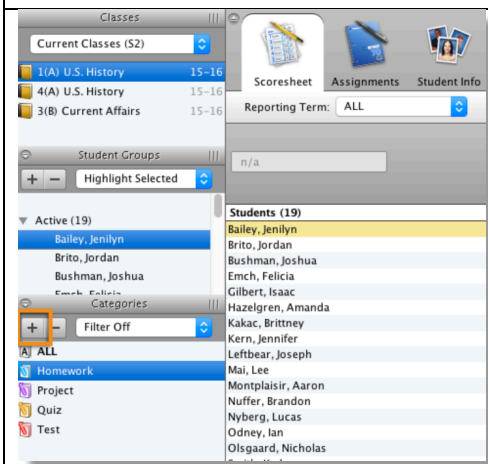 Classes
Current Classes (S2)
1(A) U.S. History 15-16
4(A) U.S. History 15-16
3(B) Current Affairs 15-16
Student Groups
+ − Highlight Selected
Active (19)
Bailey, Jenilyn
Brito, Jordan
Bushman, Joshua
Emch, Felicia
Categories
+ − Filter Off
A ALL
Homework
Project
Quiz
Test
Scoresheet Assignments Student Info
Reporting Term: ALL
n/a
Students (19)
Bailey, Jenilyn
Brito, Jordan
Bushman, Joshua
Emch, Felicia
Gilbert, Isaac
Hazelgren, Amanda
Kakac, Brittney
Kern, Jennifer
Leftbear, Joseph
Mai, Lee
Montplaisir, Aaron
Nuffer, Brandon
Nyberg, Lucas
Odney, Ian
Olsgaard, Nicholas